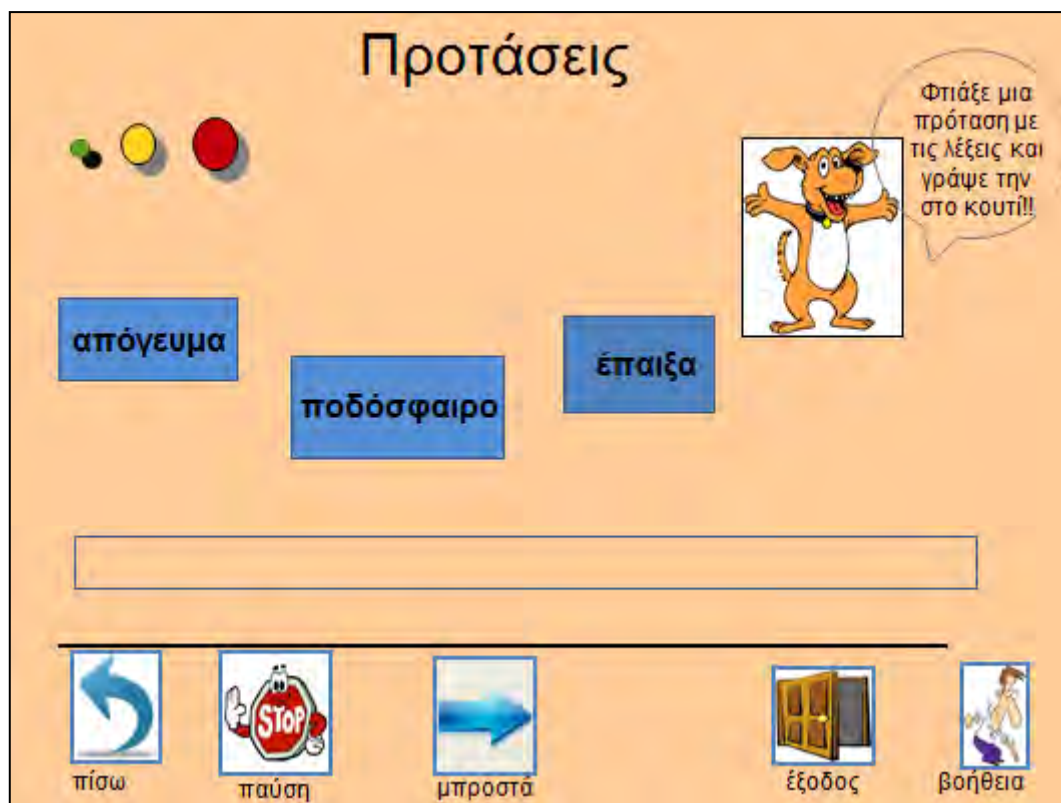 Προτάσεις
Φτιάξε μια
πρόταση με
τις λέξεις και
γράψε την
στο κουτί!!
απόγευμα
ποδόσφαιρο
έπαιξα
STOP
πίσω
παύση
μπροστά
έξοδος
βοήθεια